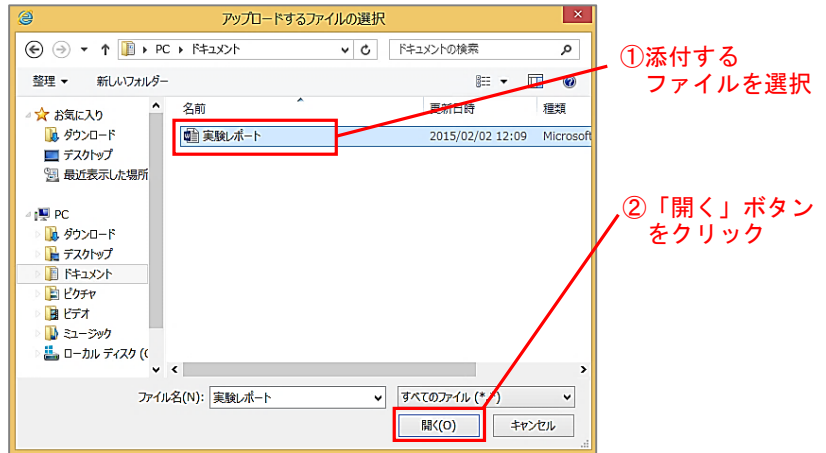 アップロードするファイルの選択
PC ▸ ドキュメント
ドキュメントの検索
整理 ▼ 新しいフォルダー
お気に入り
ダウンロード
デスクトップ
最近表示した場所
PC
ダウンロード
デスクトップ
ドキュメント
ピクチャ
ビデオ
ミュージック
ローカル ディスク (C
名前 更新日時 種類
実験レポート 2015/02/02 12:09 Microsoft
ファイル名(N): 実験レポート
すべてのファイル (*.*)
開く(O) キャンセル
①添付する
ファイルを選択
②「開く」ボタン
をクリック